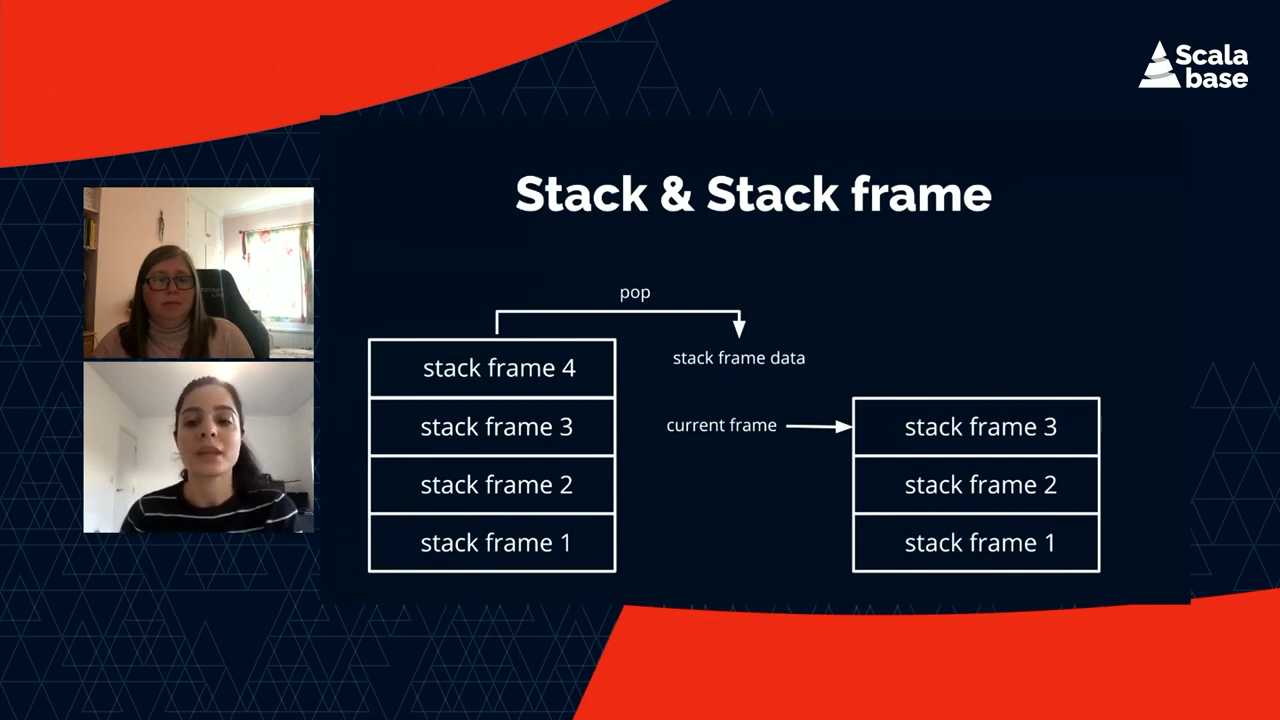 Scala
base
Stack & Stack frame
pop
stack frame data
stack frame 4
stack frame 3
stack frame 2
stack frame 1
current frame
stack frame 3
stack frame 2
stack frame 1